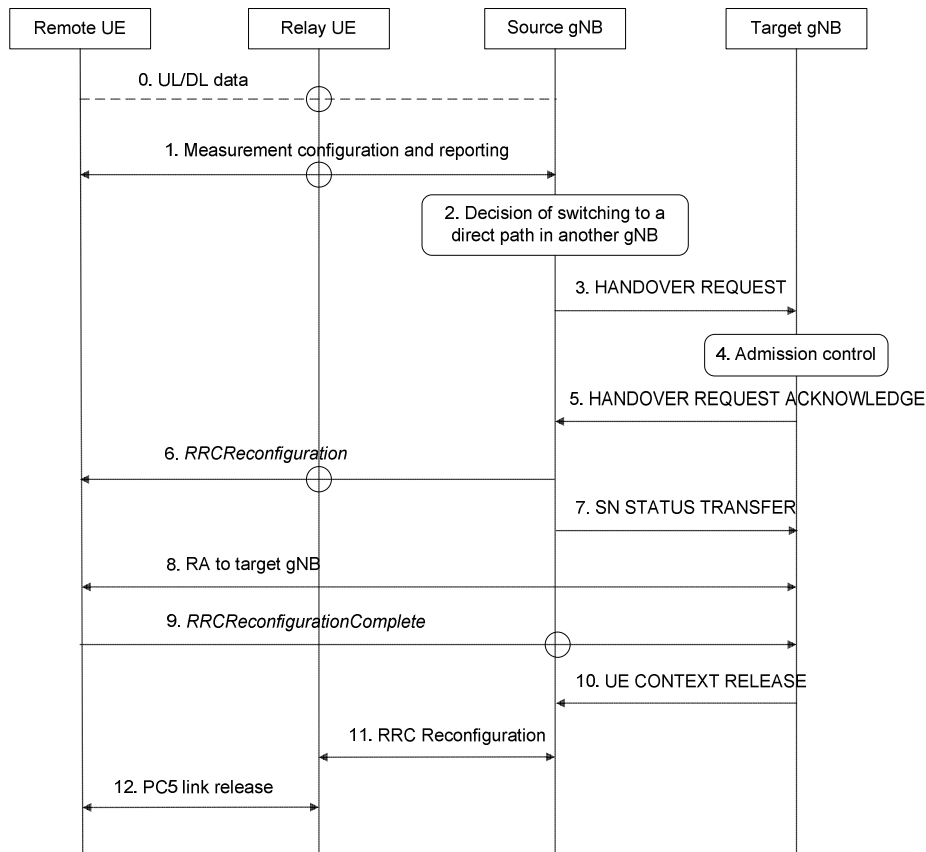 Remote UE
Relay UE
Source gNB
Target gNB
0. UL/DL data
1. Measurement configuration and reporting
2. Decision of switching to a
direct path in another gNB
3. HANDOVER REQUEST
4. Admission control
5. HANDOVER REQUEST ACKNOWLEDGE
6. RRCReconfiguration
7. SN STATUS TRANSFER
8. RA to target gNB
9. RRCReconfigurationComplete
10. UE CONTEXT RELEASE
11. RRC Reconfiguration
12. PC5 link release